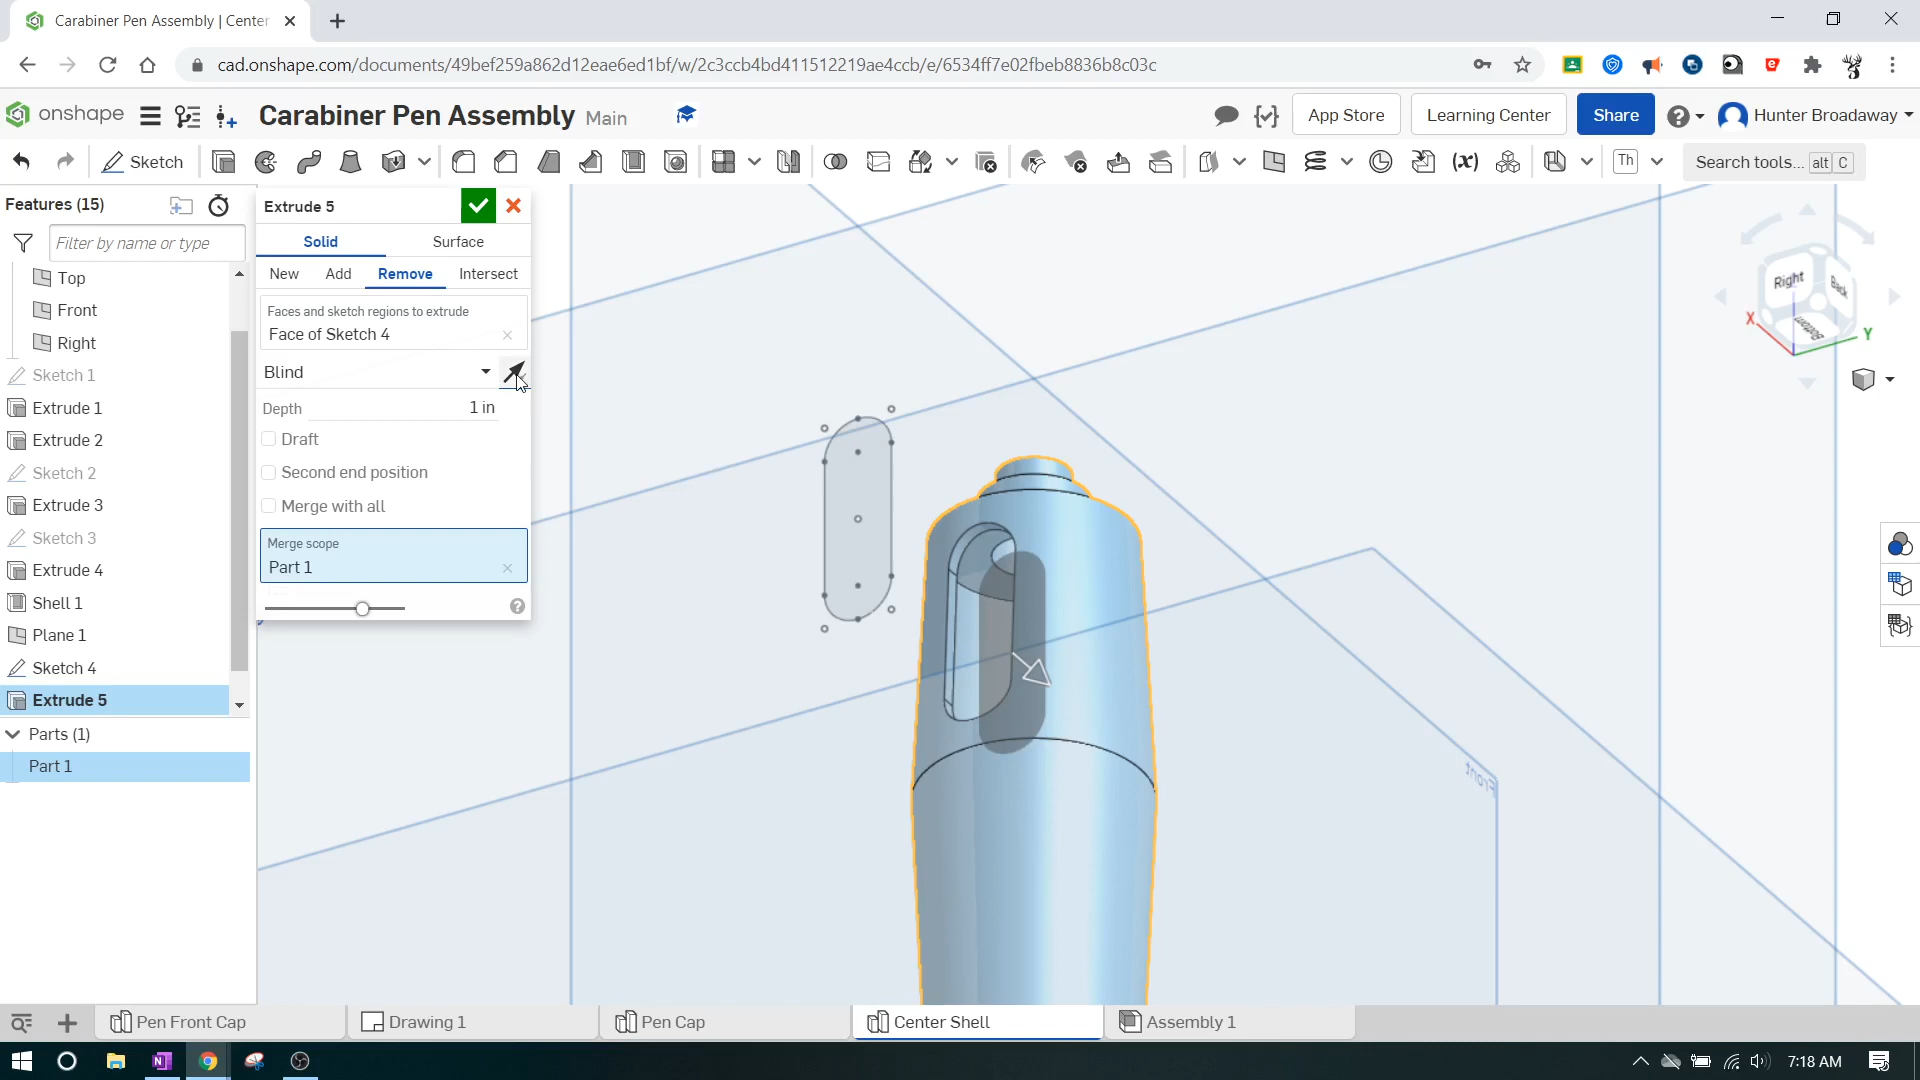 Carabiner Pen Assembly | Center
cad.onshape.com/documents/49bef259a862d12eae6ed1bf/w/2c3ccb4bd411512219ae4ccb/e/6534ff7e02fbeb8836b8c03c
onshape
Carabiner Pen Assembly Main
App Store
Learning Center
Share
Hunter Broadaway
Sketch
(x)
Th
Search tools... alt C
Features (15)
Filter by name or type
Top
Front
Right
Sketch 1
Extrude 1
Extrude 2
Sketch 2
Extrude 3
Sketch 3
Extrude 4
Shell 1
Plane 1
Sketch 4
Extrude 5
Parts (1)
Part 1
Extrude 5
Solid
Surface
New
Add
Remove
Intersect
Faces and sketch regions to extrude
Face of Sketch 4
Blind
Depth
1 in
Draft
Second end position
Merge with all
Merge scope
Part 1
Right
Back
Bottom
X
Y
Front
Pen Front Cap
Drawing 1
Pen Cap
Center Shell
Assembly 1
7:18 AM